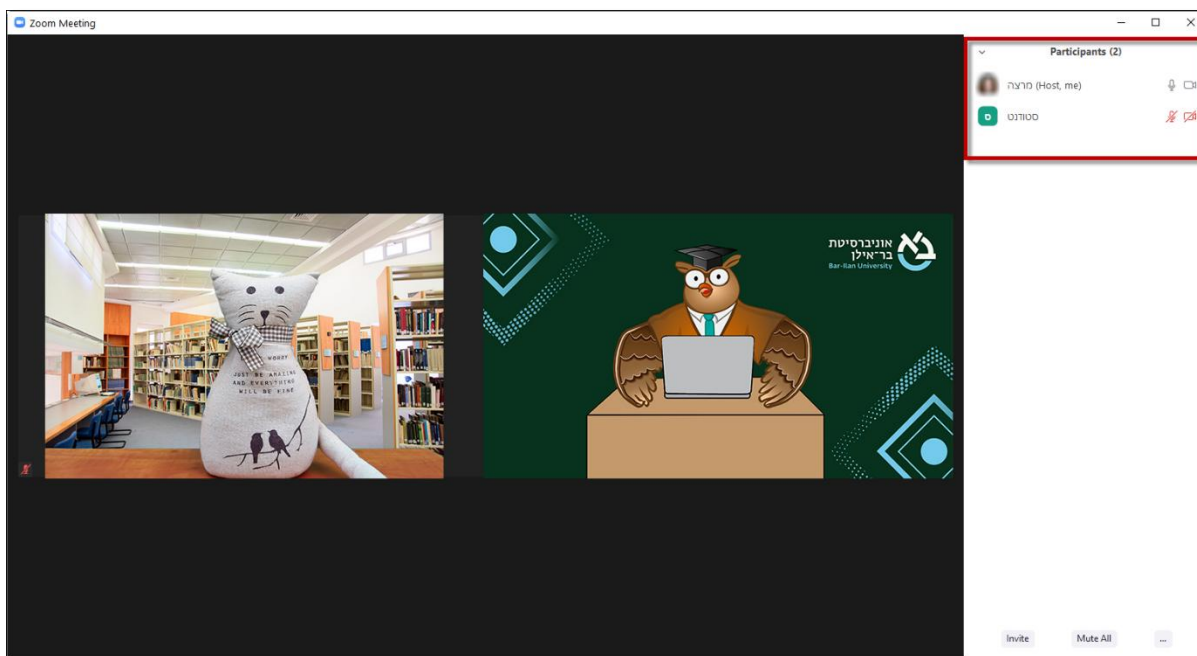 Zoom Meeting
Participants (2)
מרצה (Host, me)
ס
סטודנט
WORRY
JUST BE AMAZING
AND EVERYTHING
WILL BE FINE
אוניברסיטת
בר־אילן
Bar-Ilan University
Invite
Mute All
...